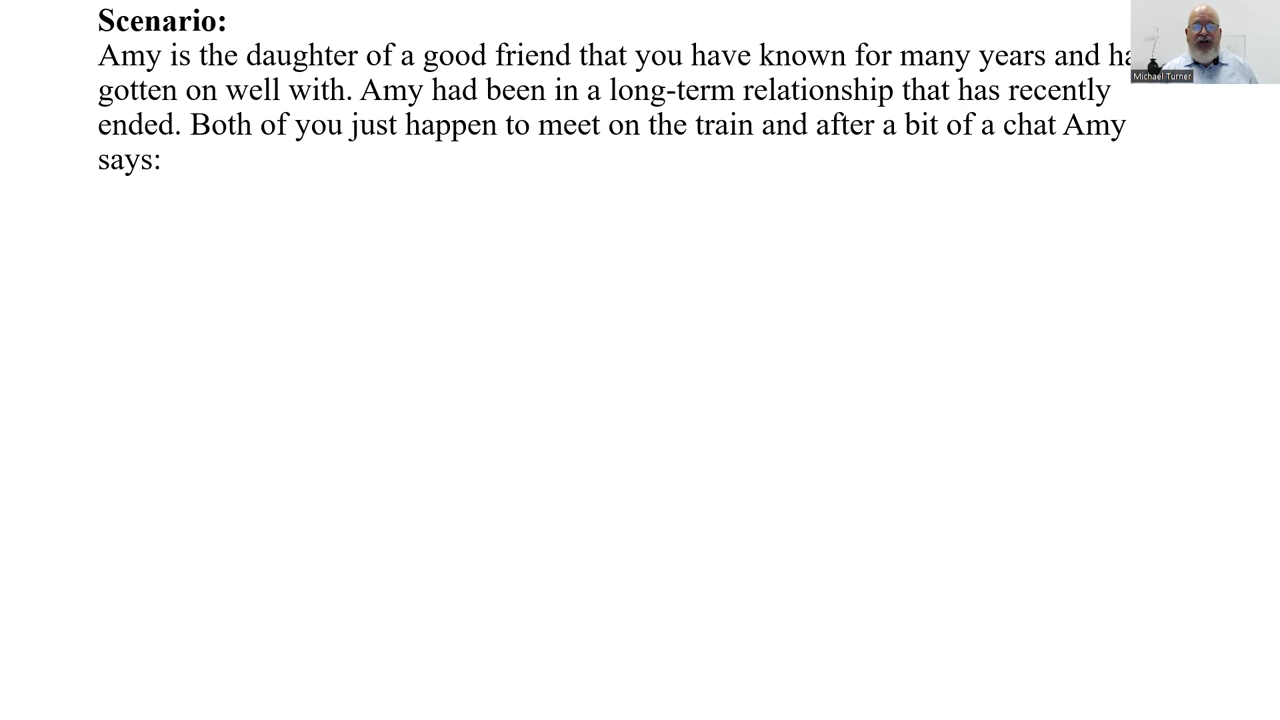 Scenario:
Amy is the daughter of a good friend that you have known for many years and ha
gotten on well with. Amy had been in a long-term relationship that has recently
ended. Both of you just happen to meet on the train and after a bit of a chat Amy
says:
Michael Turner